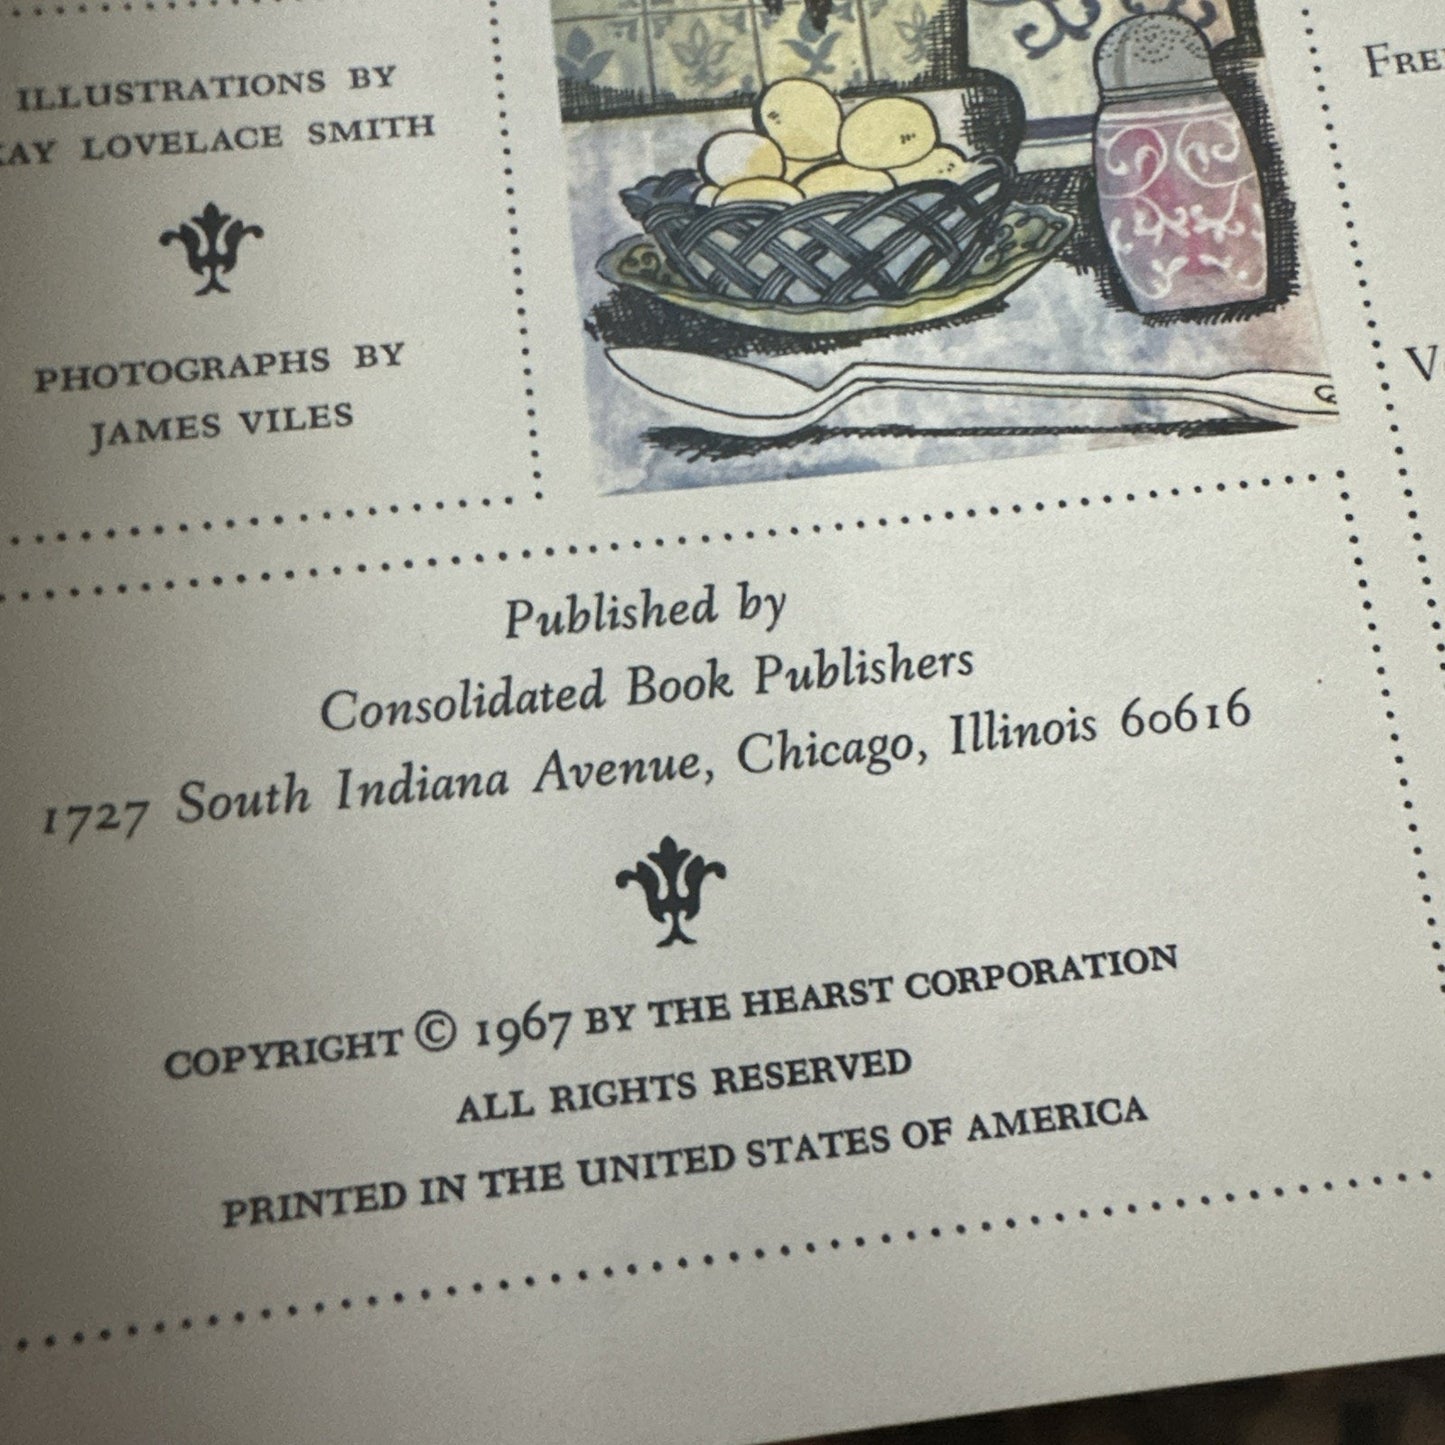 ILLUSTRATIONS BY
KAY LOVELACE SMITH
PHOTOGRAPHS BY
JAMES VILES
Published by
Consolidated Book Publishers
1727 South Indiana Avenue, Chicago, Illinois 60616
COPYRIGHT © 1967 BY THE HEARST CORPORATION
ALL RIGHTS RESERVED
PRINTED IN THE UNITED STATES OF AMERICA